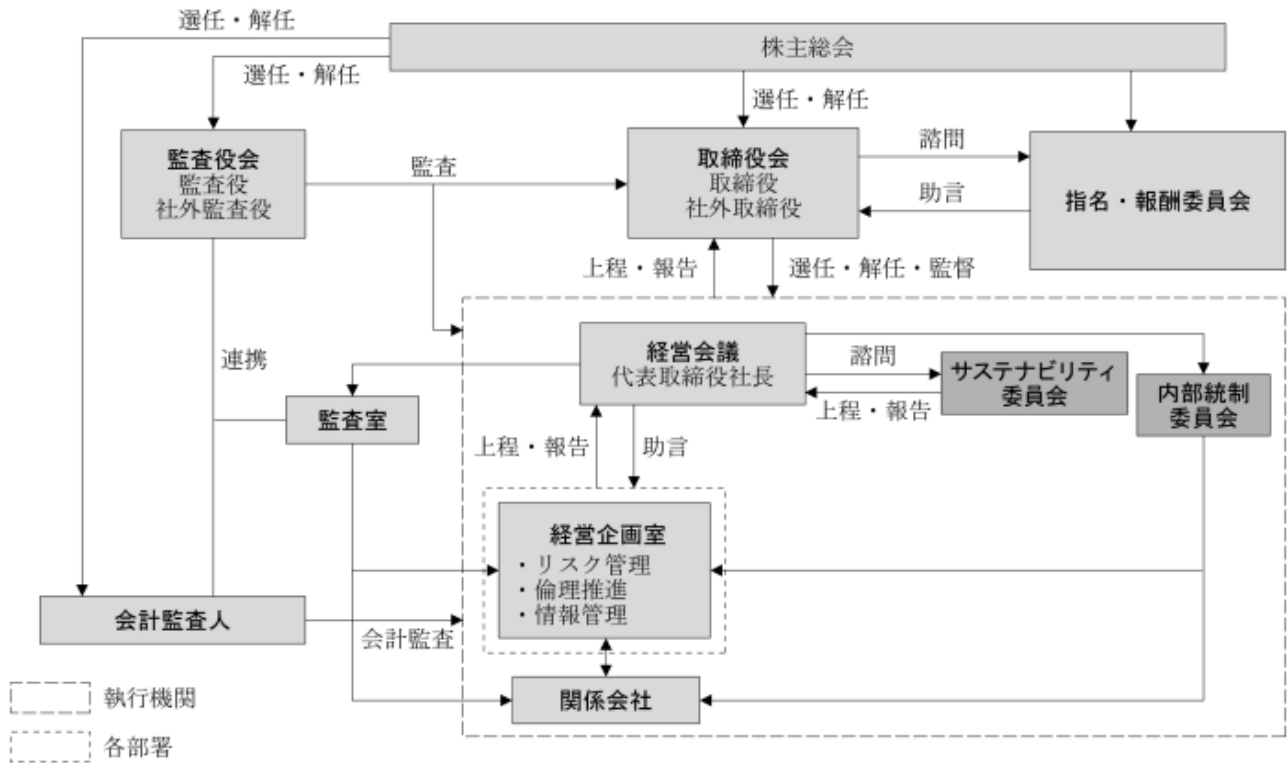 選任・解任
株主総会
選任・解任
選任・解任
監査役会
監査役
社外監査役
監査
取締役会
取締役
社外取締役
諮問
助言
指名・報酬委員会
上程・報告
選任・解任・監督
連携
経営会議
代表取締役社長
諮問
上程・報告
サステナビリティ
委員会
内部統制
委員会
監査室
上程・報告
助言
経営企画室
・リスク管理
・倫理推進
・情報管理
会計監査人
会計監査
関係会社
執行機関
各部署